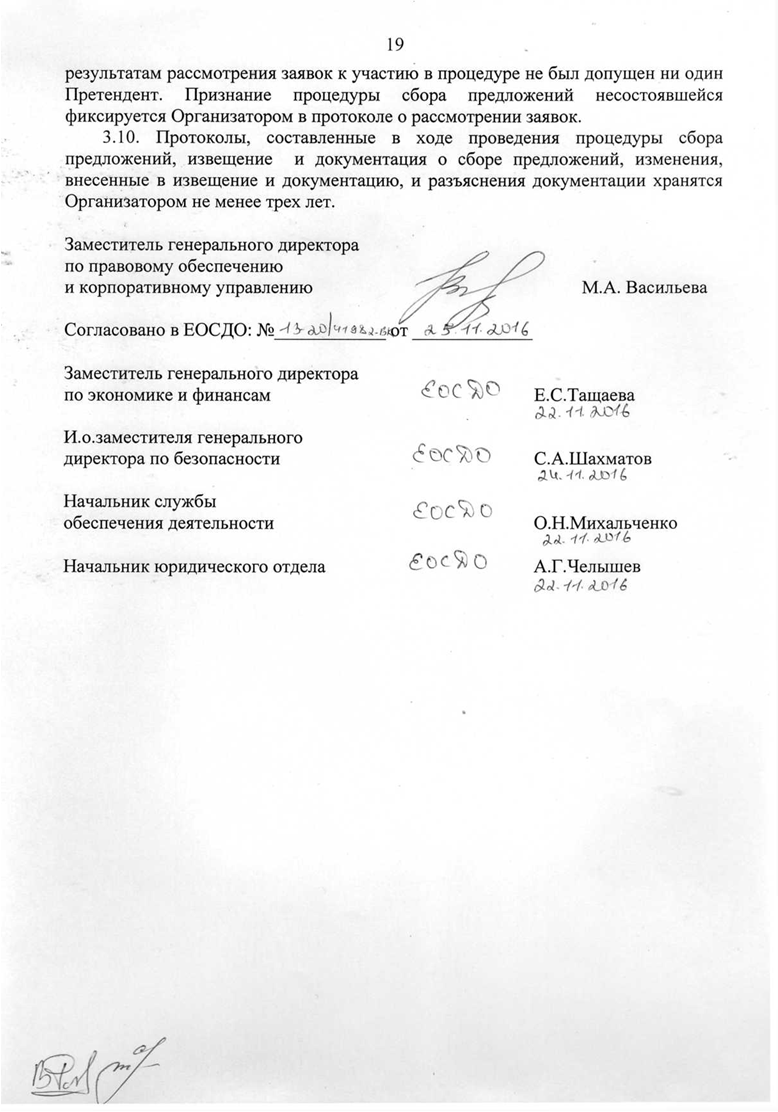 19
результатам рассмотрения заявок к участию в процедуре не был допущен ни один
Претендент. Признание процедуры сбора предложений несостоявшейся
фиксируется Организатором в протоколе о рассмотрении заявок.
3.10. Протоколы, составленные в ходе проведения процедуры сбора
предложений, извещение и документация о сборе предложений, изменения,
внесенные в извещение и документацию, и разъяснения документации хранятся
Организатором не менее трех лет.
Заместитель генерального директора
по правовому обеспечению
и корпоративному управлению М.А. Васильева
Согласовано в ЕОСДО: № от 25.11.2016
Заместитель генерального директора
по экономике и финансам ЕОСДО Е.С.Тащаева
22.11.2016
И.о.заместителя генерального
директора по безопасности ЕОСДО С.А.Шахматов
24.11.2016
Начальник службы
обеспечения деятельности ЕОСДО О.Н.Михальченко
22.11.2016
Начальник юридического отдела ЕОСДО А.Г.Челышев
22.11.2016